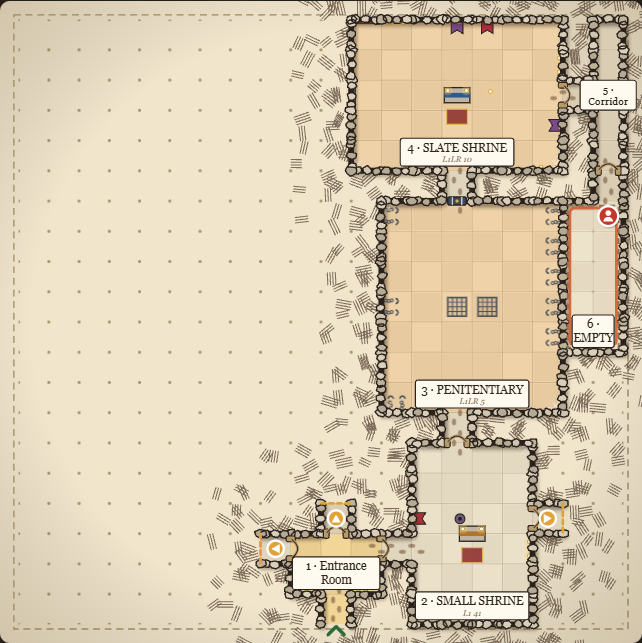 5 ·
Corridor
4 · SLATE SHRINE
L1LR 10
6 ·
EMPTY
3 · PENITENTIARY
L1LR 5
1 · Entrance
Room
2 · SMALL SHRINE
L1 41